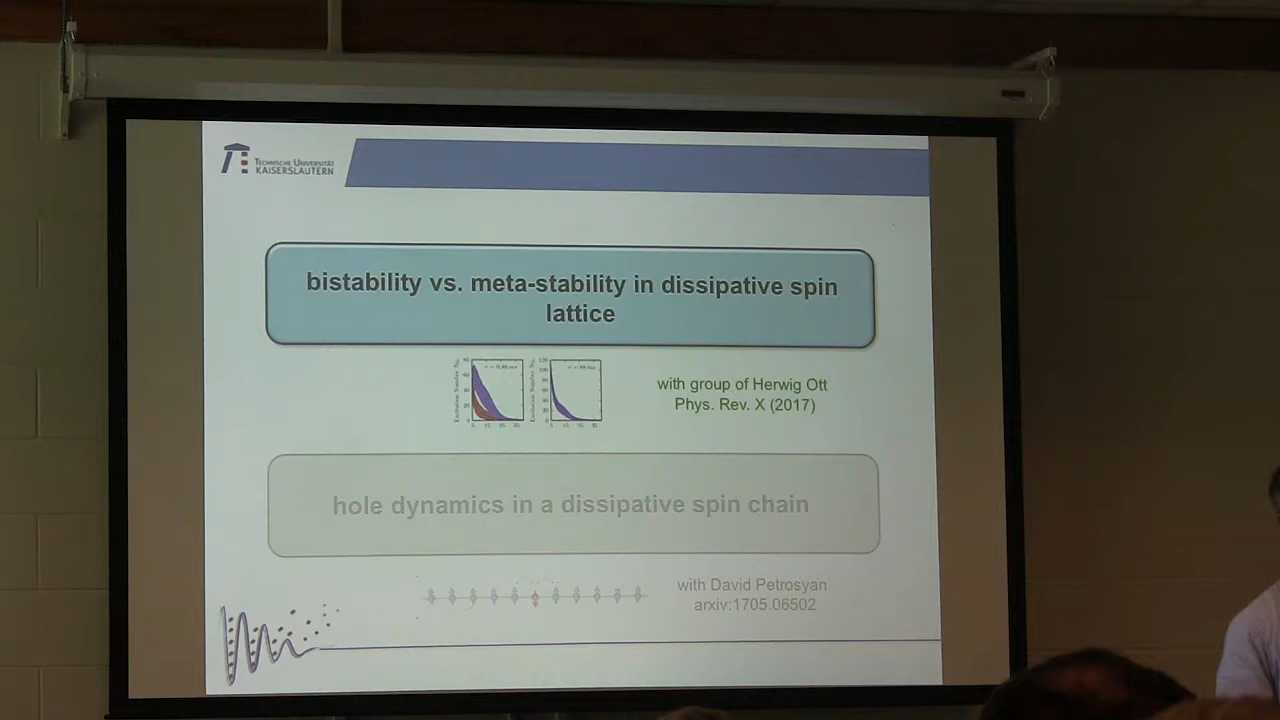 TECHNISCHE UNIVERSITÄT
KAISERSLAUTERN
bistability vs. meta-stability in dissipative spin
lattice
with group of Herwig Ott
Phys. Rev. X (2017)
hole dynamics in a dissipative spin chain
with David Petrosyan
arxiv:1705.06502